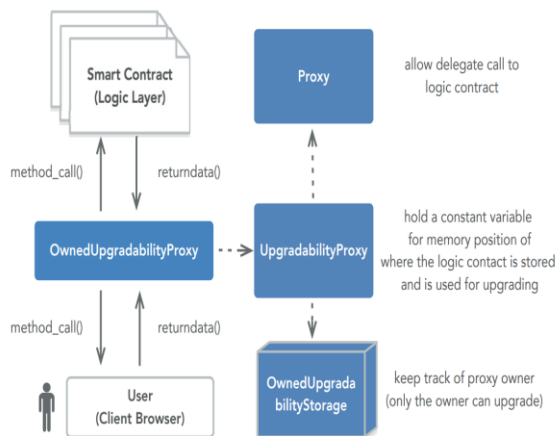 Smart Contract
(Logic Layer)
Proxy
allow delegate call to
logic contract
method_call()
returndata()
OwnedUpgradabilityProxy
UpgradabilityProxy
hold a constant variable
for memory position of
where the logic contact is stored
and is used for upgrading
method_call()
returndata()
User
(Client Browser)
OwnedUpgrada
bilityStorage
keep track of proxy owner
(only the owner can upgrade)